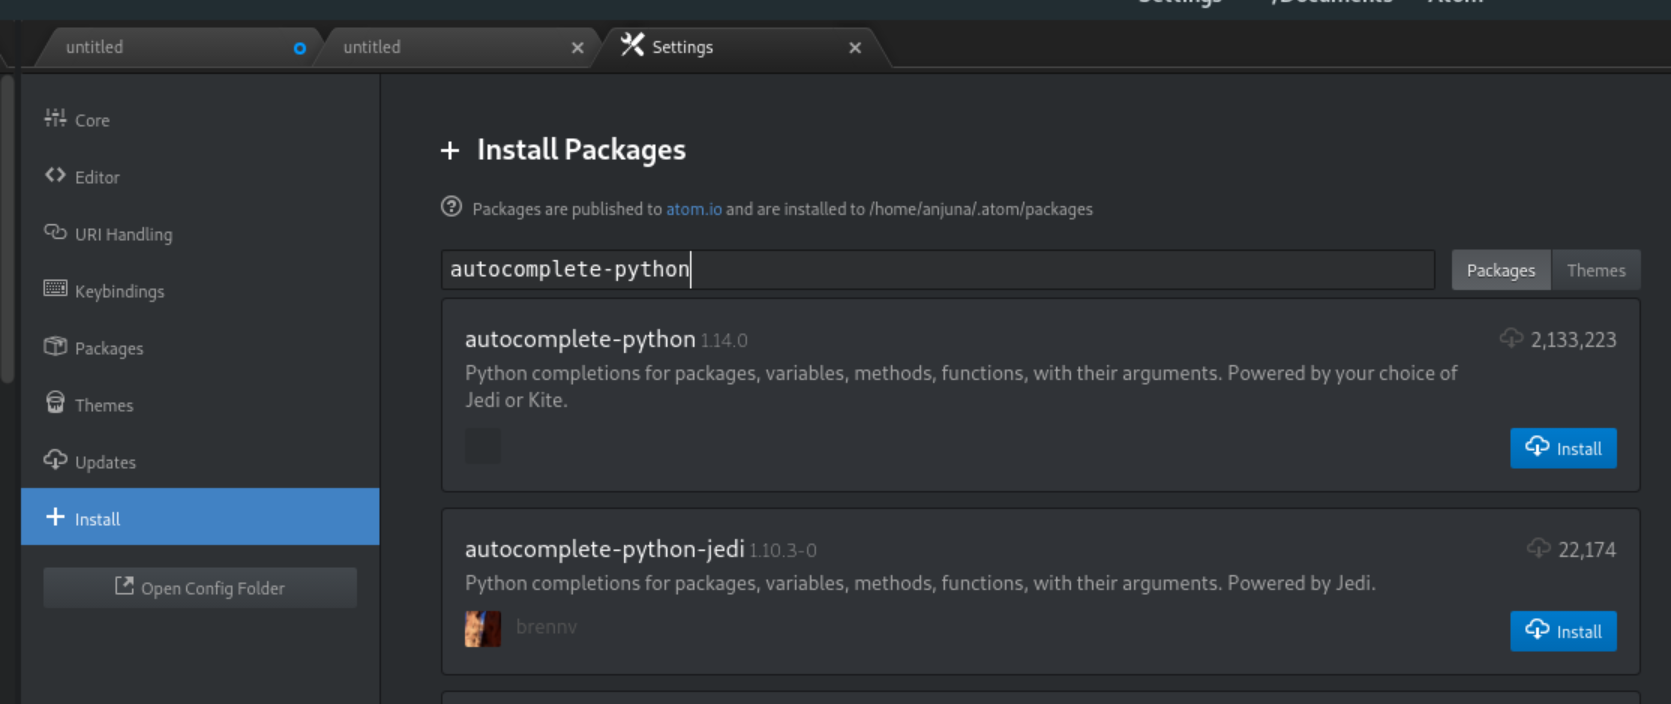 Settings ~/Documents Atom
untitled
untitled
Settings
Core
Editor
URI Handling
Keybindings
Packages
Themes
Updates
Install
Open Config Folder
Install Packages
Packages are published to atom.io and are installed to /home/anjuna/.atom/packages
autocomplete-python
Packages Themes
autocomplete-python 1.14.0 2,133,223
Python completions for packages, variables, methods, functions, with their arguments. Powered by your choice of
Jedi or Kite.
Install
autocomplete-python-jedi 1.10.3-0 22,174
Python completions for packages, variables, methods, functions, with their arguments. Powered by Jedi.
brennv
Install